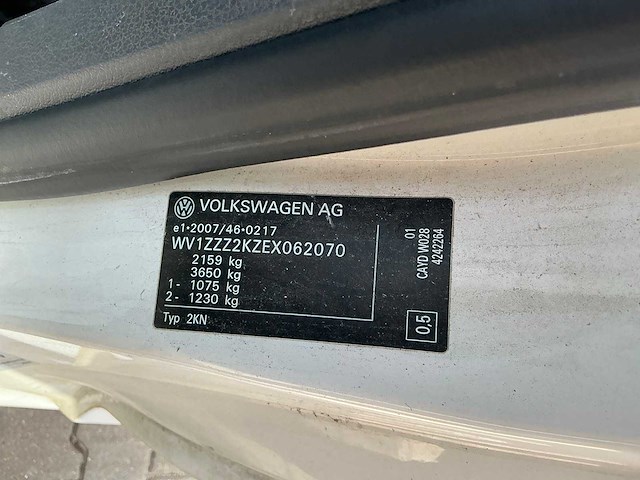 VOLKSWAGEN AG
e1*2007/46*0217
WV1ZZZ2KZEX062070
2159 kg
3650 kg
1- 1075 kg
2- 1230 kg
Typ 2KN
01
CAYD W028
4242264
0,5